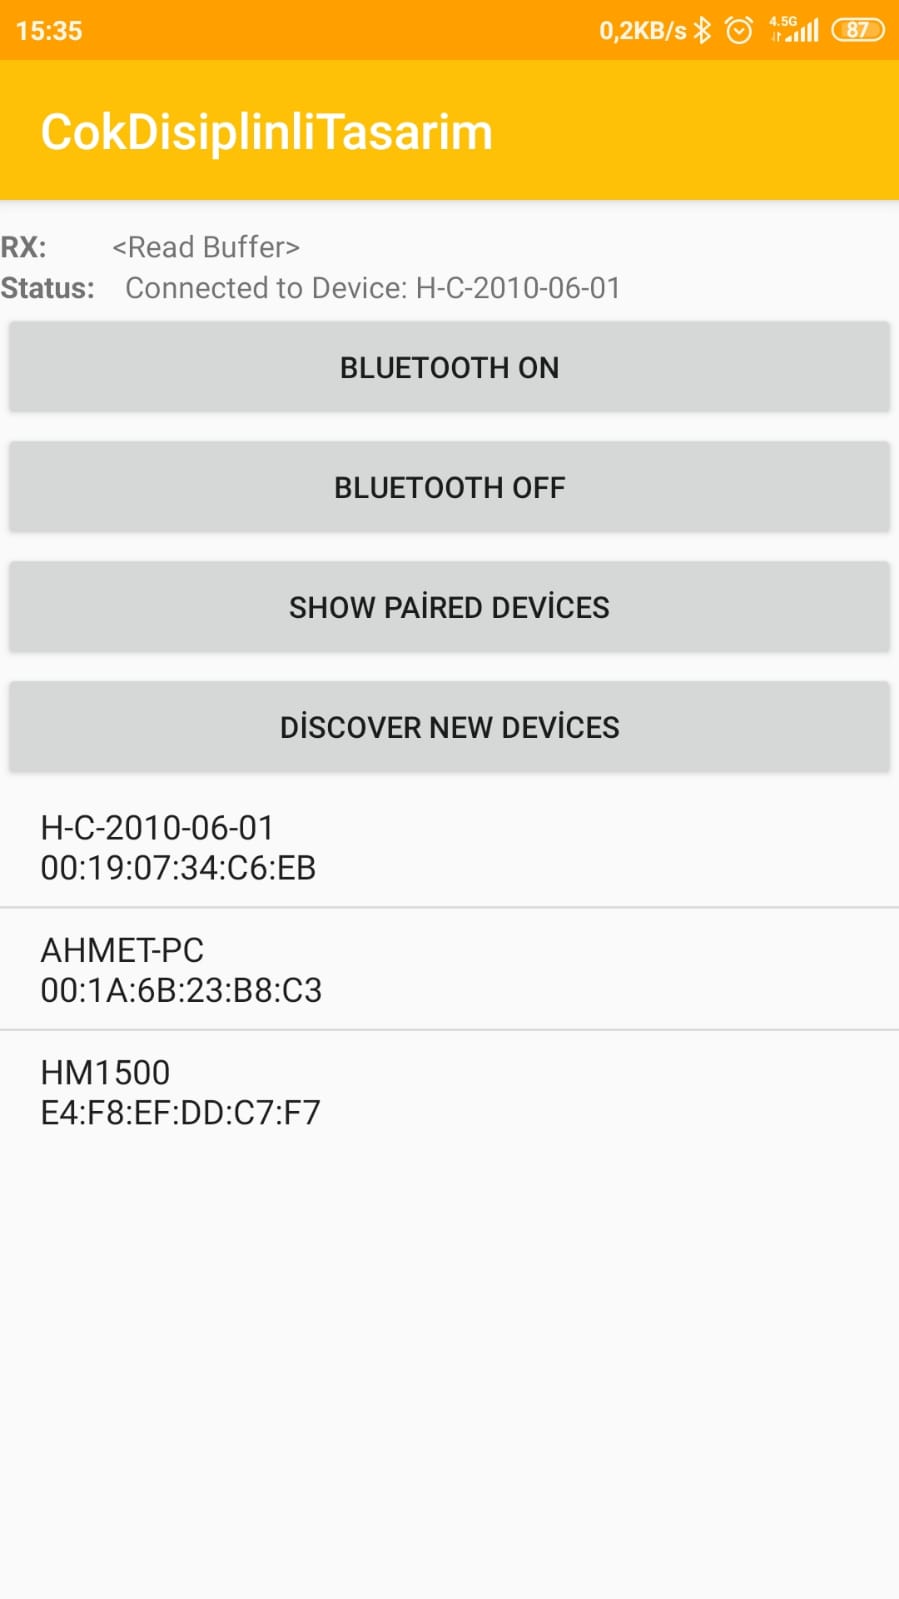 15:35 0,2KB/s 4.5G 87
CokDisiplinliTasarim
RX: <Read Buffer>
Status: Connected to Device: H-C-2010-06-01
BLUETOOTH ON
BLUETOOTH OFF
SHOW PAİRED DEVİCES
DİSCOVER NEW DEVİCES
H-C-2010-06-01
00:19:07:34:C6:EB
AHMET-PC
00:1A:6B:23:B8:C3
HM1500
E4:F8:EF:DD:C7:F7